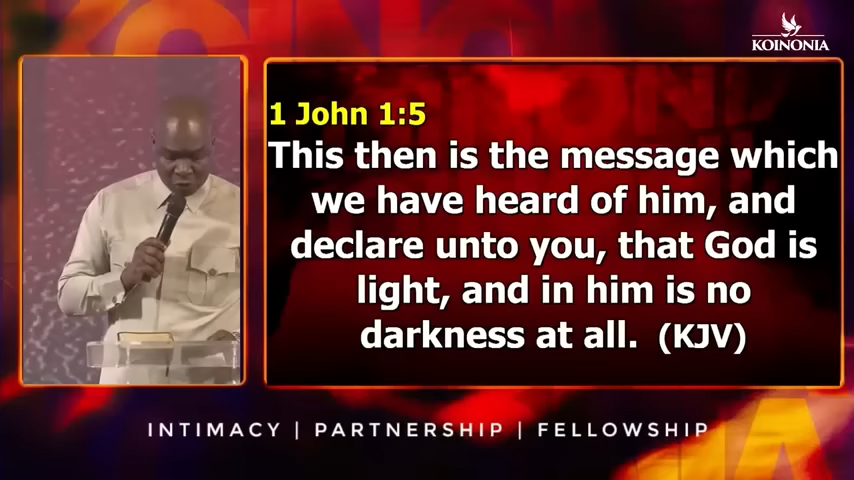 KOINONIA
1 John 1:5
This then is the message which
we have heard of him, and
declare unto you, that God is
light, and in him is no
darkness at all. (KJV)
INTIMACY | PARTNERSHIP | FELLOWSHIP